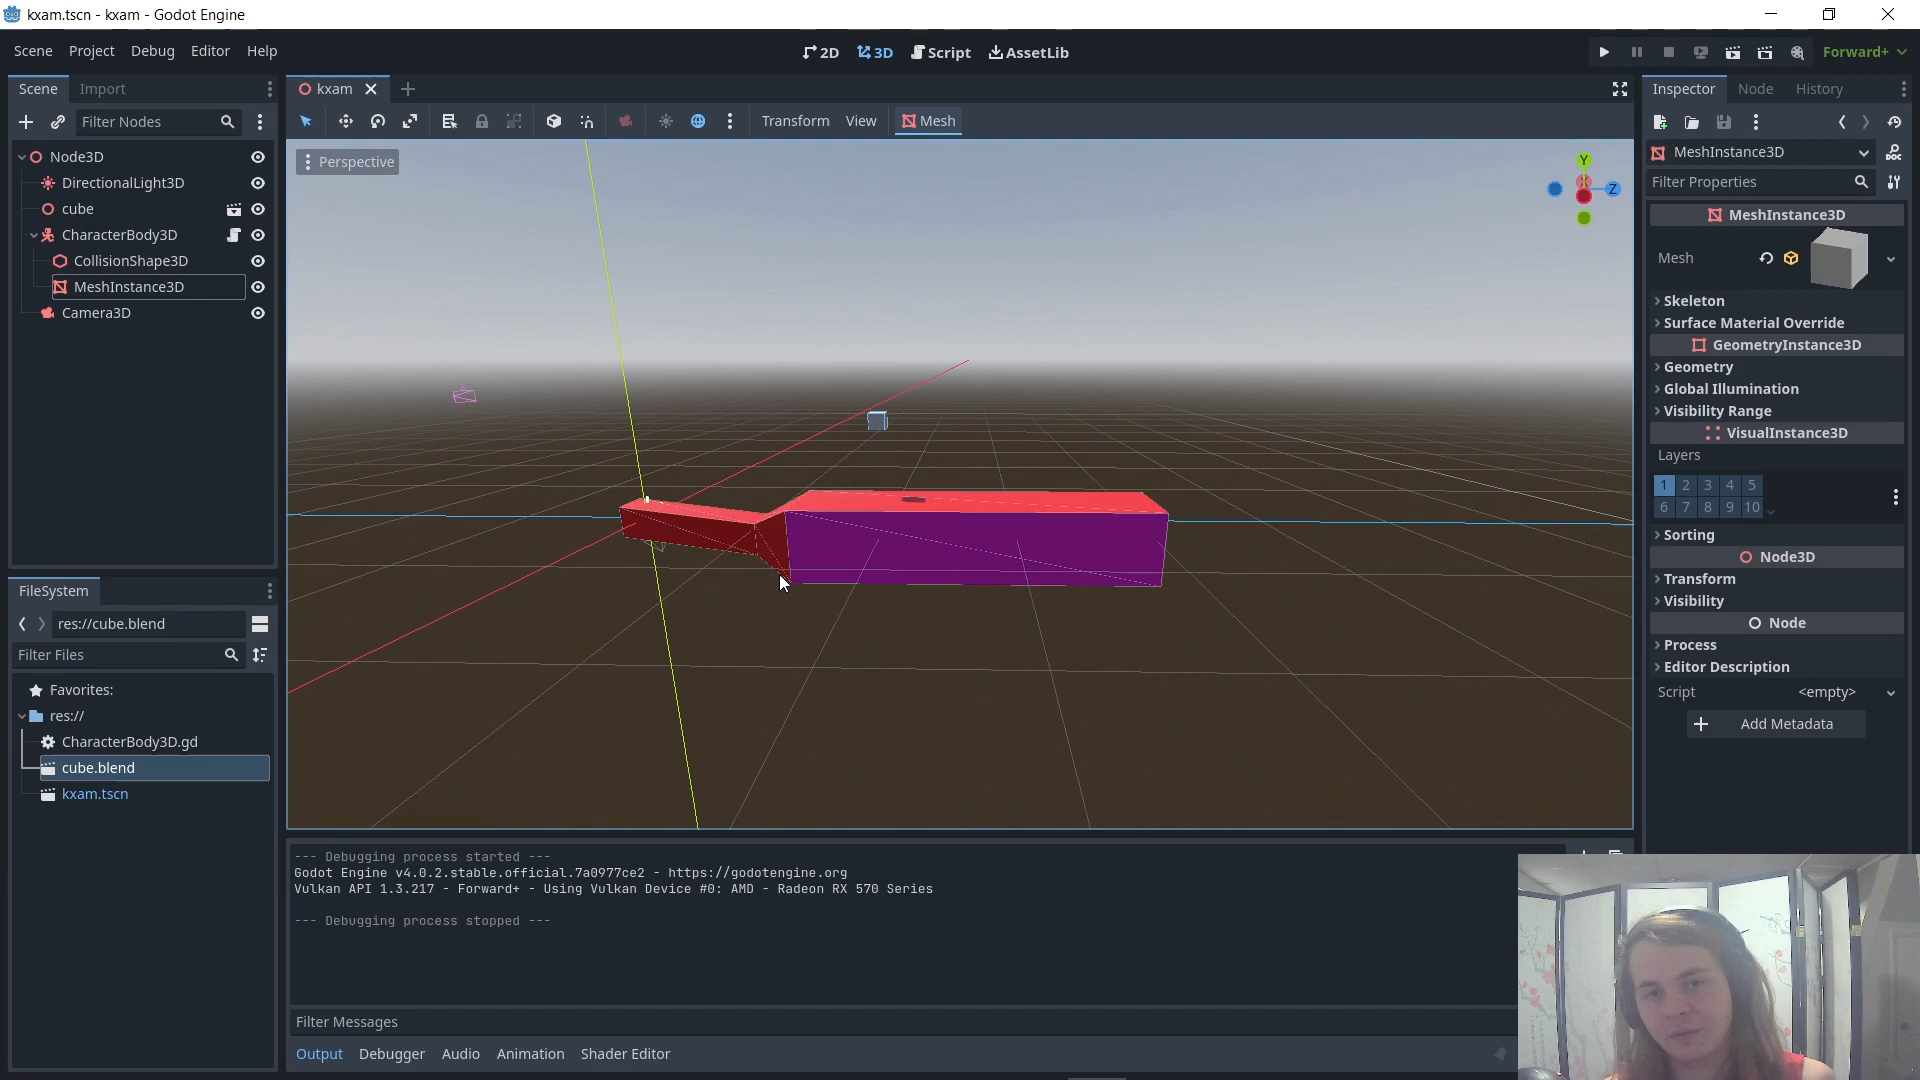 kxam.tscn - kxam - Godot Engine
Scene Project Debug Editor Help
2D 3D Script AssetLib
Forward+
Scene Import
Filter Nodes
Node3D
DirectionalLight3D
cube
CharacterBody3D
CollisionShape3D
MeshInstance3D
Camera3D
FileSystem
res://cube.blend
Filter Files
Favorites:
res://
CharacterBody3D.gd
cube.blend
kxam.tscn
kxam
Transform View Mesh
Perspective
Y
X
Z
--- Debugging process started ---
Godot Engine v4.0.2.stable.official.7a0977ce2 - https://godotengine.org
Vulkan API 1.3.217 - Forward+ - Using Vulkan Device #0: AMD - Radeon RX 570 Series
--- Debugging process stopped ---
Filter Messages
Output Debugger Audio Animation Shader Editor
Inspector Node History
MeshInstance3D
DOC
Filter Properties
MeshInstance3D
Mesh
Skeleton
Surface Material Override
GeometryInstance3D
Geometry
Global Illumination
Visibility Range
VisualInstance3D
Layers
1 2 3 4 5
6 7 8 9 10
Sorting
Node3D
Transform
Visibility
Node
Process
Editor Description
Script <empty>
Add Metadata